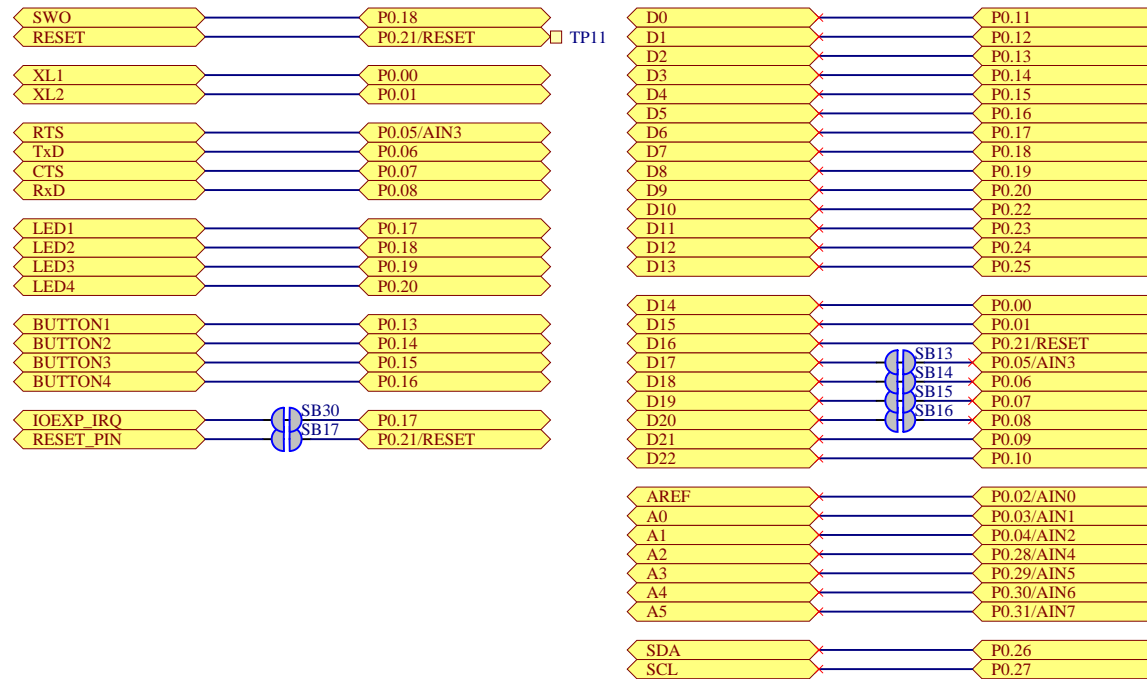 SWO P0.18
RESET P0.21/RESET TP11
XL1 P0.00
XL2 P0.01
RTS P0.05/AIN3
TxD P0.06
CTS P0.07
RxD P0.08
LED1 P0.17
LED2 P0.18
LED3 P0.19
LED4 P0.20
BUTTON1 P0.13
BUTTON2 P0.14
BUTTON3 P0.15
BUTTON4 P0.16
IOEXP_IRQ SB30 P0.17
RESET_PIN SB17 P0.21/RESET
D0 P0.11
D1 P0.12
D2 P0.13
D3 P0.14
D4 P0.15
D5 P0.16
D6 P0.17
D7 P0.18
D8 P0.19
D9 P0.20
D10 P0.22
D11 P0.23
D12 P0.24
D13 P0.25
D14 P0.00
D15 P0.01
D16 P0.21/RESET
D17 SB13 P0.05/AIN3
D18 SB14 P0.06
D19 SB15 P0.07
D20 SB16 P0.08
D21 P0.09
D22 P0.10
AREF P0.02/AIN0
A0 P0.03/AIN1
A1 P0.04/AIN2
A2 P0.28/AIN4
A3 P0.29/AIN5
A4 P0.30/AIN6
A5 P0.31/AIN7
SDA P0.26
SCL P0.27